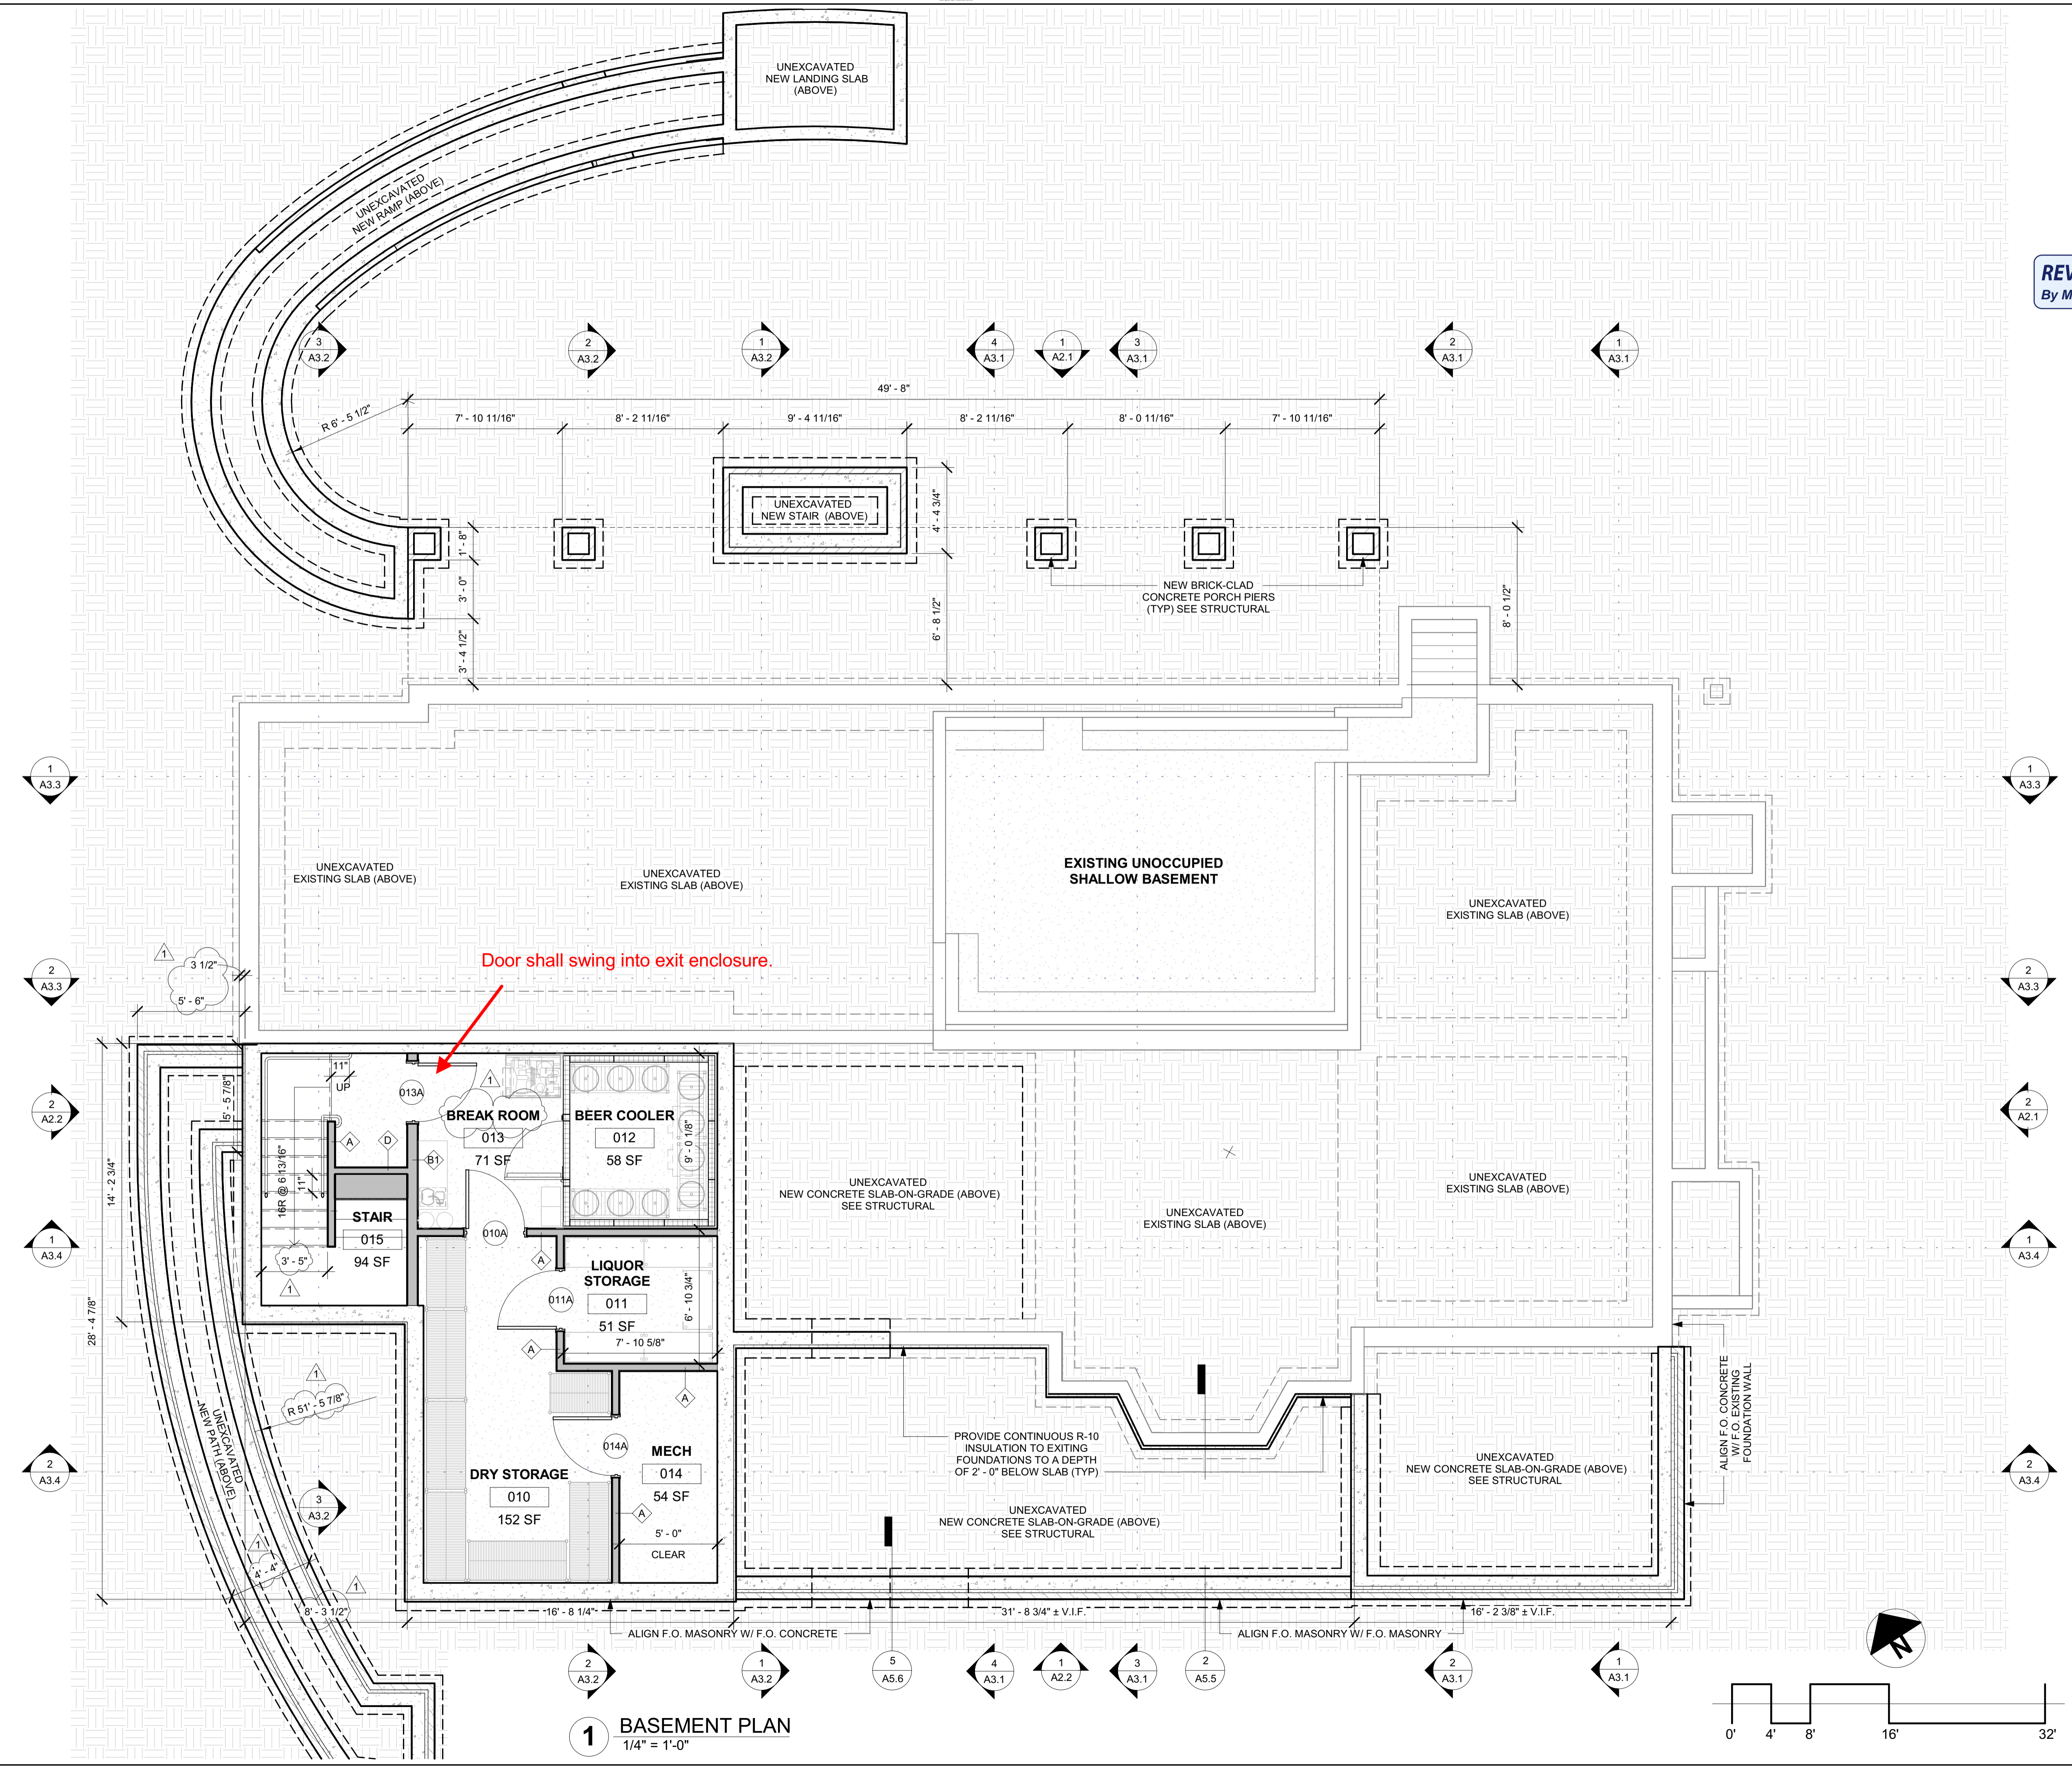 UNEXCAVATED
NEW LANDING SLAB
(ABOVE)
UNEXCAVATED
NEW RAMP (ABOVE)
REV
By M
3
A3.2
2
A3.2
1
A3.2
4
A3.1
1
A2.1
3
A3.1
2
A3.1
1
A3.1
49' - 8"
R 6' - 5 1/2"
7' - 10 11/16"
8' - 2 11/16"
9' - 4 11/16"
8' - 2 11/16"
8' - 0 11/16"
7' - 10 11/16"
UNEXCAVATED
NEW STAIR (ABOVE)
4' - 4 3/4"
1' - 8"
3' - 0"
3' - 4 1/2"
6' - 8 1/2"
8' - 0 1/2"
NEW BRICK-CLAD
CONCRETE PORCH PIERS
(TYP) SEE STRUCTURAL
1
A3.3
1
A3.3
UNEXCAVATED
EXISTING SLAB (ABOVE)
UNEXCAVATED
EXISTING SLAB (ABOVE)
EXISTING UNOCCUPIED
SHALLOW BASEMENT
UNEXCAVATED
EXISTING SLAB (ABOVE)
Door shall swing into exit enclosure.
1
3 1/2"
5' - 6"
2
A3.3
2
A3.3
2
A2.2
2
A2.1
11"
UP
5' - 5 7/8"
013A
1
BREAK ROOM
013
71 SF
BEER COOLER
012
58 SF
9' - 0 1/8"
A
D
B1
14' - 2 3/4"
28' - 4 7/8"
16R @ 6 13/16"
11"
STAIR
015
94 SF
3' - 5"
1
010A
A
LIQUOR
STORAGE
011
51 SF
7' - 10 5/8"
6' - 10 3/4"
011A
A
A
UNEXCAVATED
NEW CONCRETE SLAB-ON-GRADE (ABOVE)
SEE STRUCTURAL
UNEXCAVATED
EXISTING SLAB (ABOVE)
UNEXCAVATED
EXISTING SLAB (ABOVE)
1
A3.4
1
A3.4
1
R 51' - 5 7/8"
UNEXCAVATED
NEW PATH (ABOVE)
014A
MECH
014
54 SF
A
5' - 0"
CLEAR
DRY STORAGE
010
152 SF
PROVIDE CONTINUOUS R-10
INSULATION TO EXITING
FOUNDATIONS TO A DEPTH
OF 2' - 0" BELOW SLAB (TYP)
UNEXCAVATED
NEW CONCRETE SLAB-ON-GRADE (ABOVE)
SEE STRUCTURAL
UNEXCAVATED
NEW CONCRETE SLAB-ON-GRADE (ABOVE)
SEE STRUCTURAL
ALIGN F.O. CONCRETE
W/ F.O. EXISTING
FOUNDATION WALL
2
A3.4
2
A3.4
3
A3.2
1
4' - 4"
1
8' - 3 1/2"
16' - 8 1/4"
31' - 8 3/4" ± V.I.F.
16' - 2 3/8" ± V.I.F.
ALIGN F.O. MASONRY W/ F.O. CONCRETE
ALIGN F.O. MASONRY W/ F.O. MASONRY
2
A3.2
1
A3.2
5
A5.6
4
A3.1
1
A2.2
3
A3.1
2
A5.5
2
A3.1
1
A3.1
N
1
BASEMENT PLAN
1/4" = 1'-0"
0'
4'
8'
16'
32'